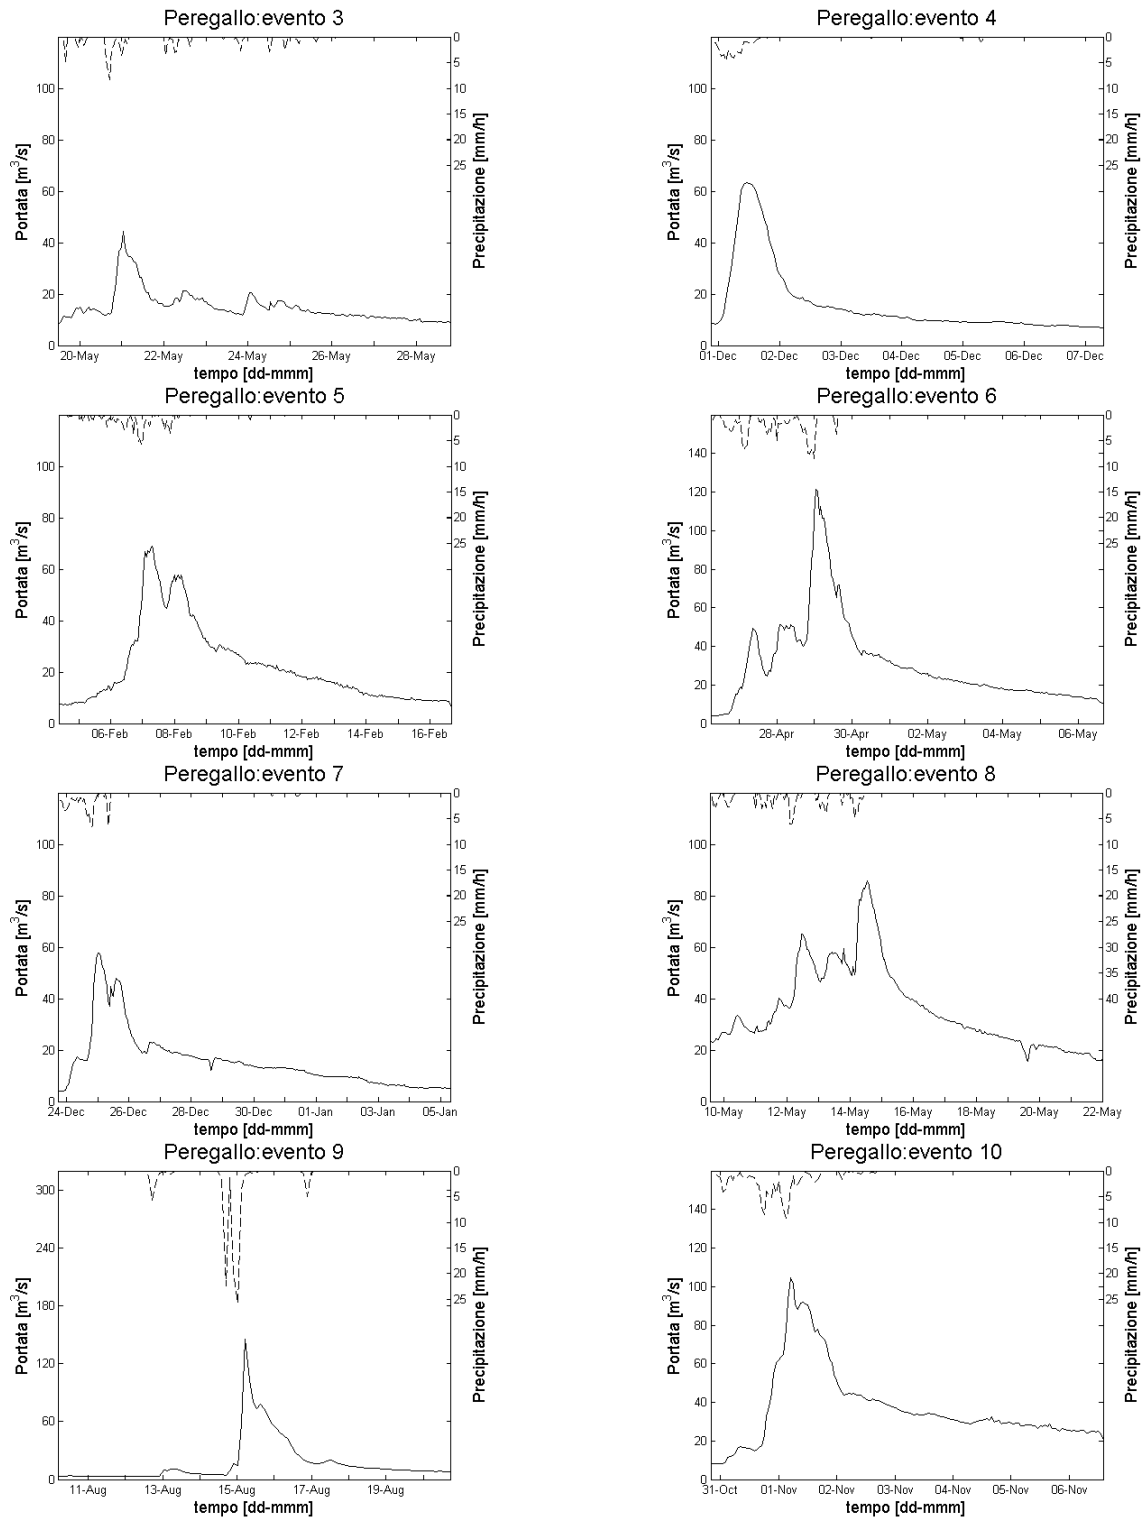 Peregallo:evento 3
Portata [m³/s]
120
100
80
60
40
20
0
0
5
10
15
20
25
Precipitazione [mm/h]
20-May 22-May 24-May 26-May 28-May
tempo [dd-mmm]
Peregallo:evento 4
Portata [m³/s]
100
80
60
40
20
0
0
5
10
15
20
25
Precipitazione [mm/h]
01-Dec 02-Dec 03-Dec 04-Dec 05-Dec 06-Dec 07-Dec
tempo [dd-mmm]
Peregallo:evento 5
Portata [m³/s]
100
80
60
40
20
0
0
5
10
15
20
25
Precipitazione [mm/h]
06-Feb 08-Feb 10-Feb 12-Feb 14-Feb 16-Feb
tempo [dd-mmm]
Peregallo:evento 6
Portata [m³/s]
140
120
100
80
60
40
20
0
0
5
10
15
20
25
Precipitazione [mm/h]
28-Apr 30-Apr 02-May 04-May 06-May
tempo [dd-mmm]
Peregallo:evento 7
Portata [m³/s]
100
80
60
40
20
0
0
5
10
15
20
25
Precipitazione [mm/h]
24-Dec 26-Dec 28-Dec 30-Dec 01-Jan 03-Jan 05-Jan
tempo [dd-mmm]
Peregallo:evento 8
Portata [m³/s]
100
80
60
40
20
0
0
5
10
15
20
25
30
35
40
Precipitazione [mm/h]
10-May 12-May 14-May 16-May 18-May 20-May 22-May
tempo [dd-mmm]
Peregallo:evento 9
Portata [m³/s]
300
240
180
120
60
0
0
5
10
15
20
25
Precipitazione [mm/h]
11-Aug 13-Aug 15-Aug 17-Aug 19-Aug
tempo [dd-mmm]
Peregallo:evento 10
Portata [m³/s]
140
120
100
80
60
40
20
0
0
5
10
15
20
25
Precipitazione [mm/h]
31-Oct 01-Nov 02-Nov 03-Nov 04-Nov 05-Nov 06-Nov
tempo [dd-mmm]